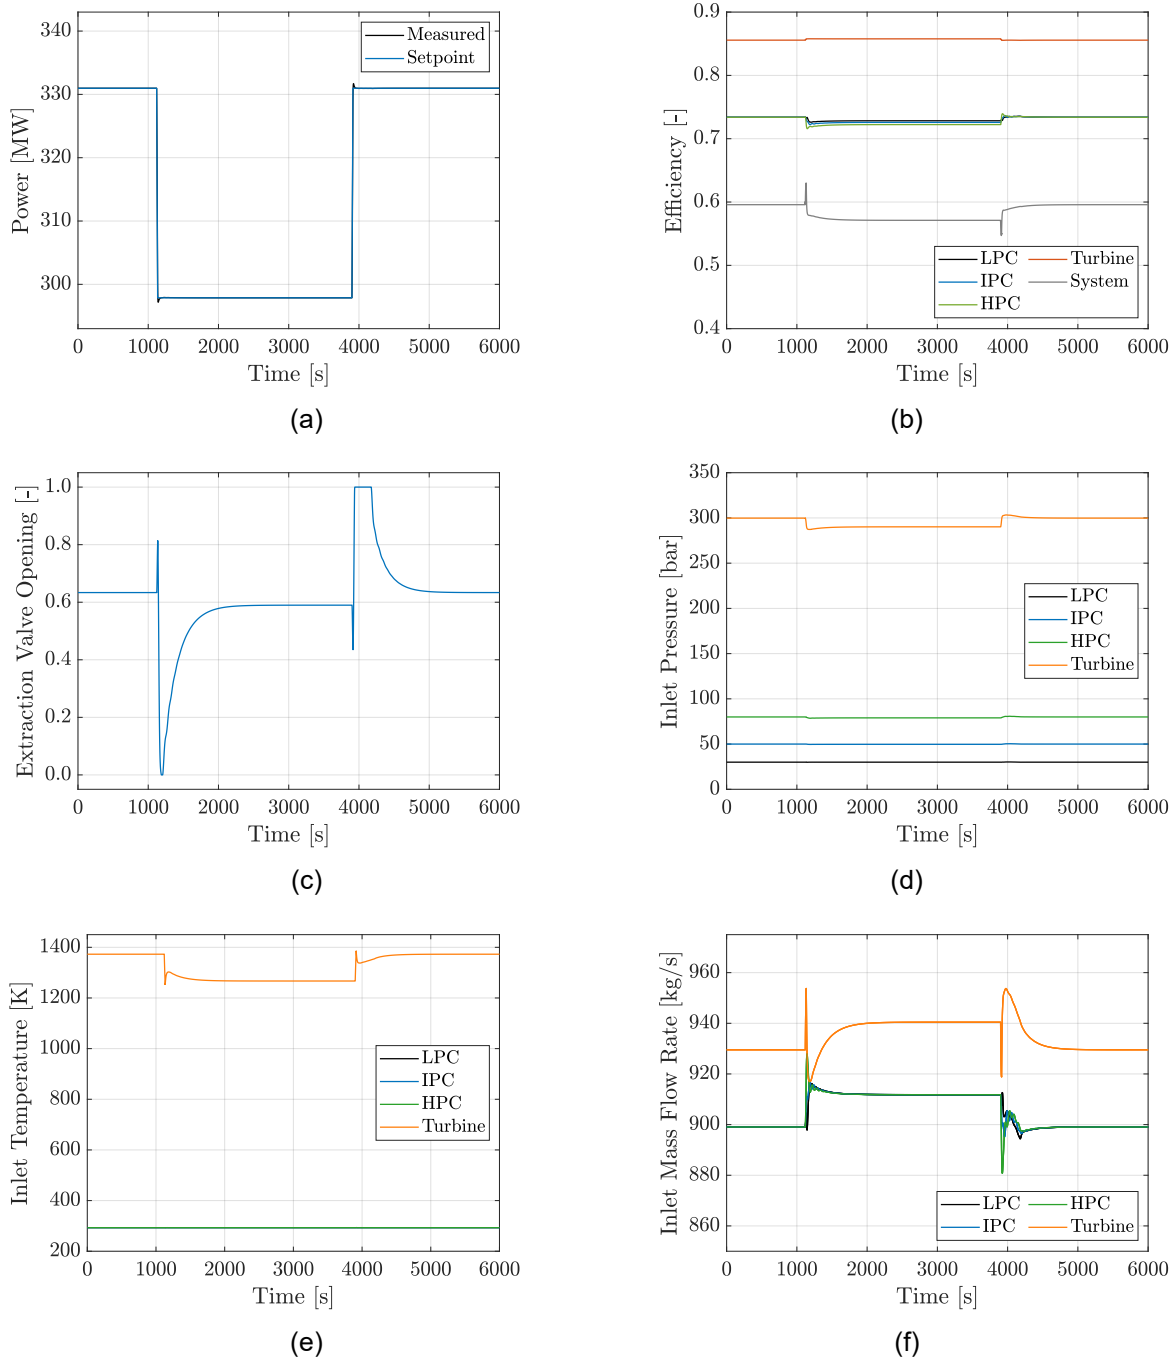 340
330
320
310
300
Power [MW]
Measured
Setpoint
0 1000 2000 3000 4000 5000 6000
Time [s]
(a)
0.9
0.8
0.7
0.6
0.5
0.4
Efficiency [-]
LPC Turbine
IPC System
HPC
0 1000 2000 3000 4000 5000 6000
Time [s]
(b)
1.0
0.8
0.6
0.4
0.2
0.0
Extraction Valve Opening [-]
0 1000 2000 3000 4000 5000 6000
Time [s]
(c)
350
300
250
200
150
100
50
0
Inlet Pressure [bar]
LPC
IPC
HPC
Turbine
0 1000 2000 3000 4000 5000 6000
Time [s]
(d)
1400
1200
1000
800
600
400
200
Inlet Temperature [K]
LPC
IPC
HPC
Turbine
0 1000 2000 3000 4000 5000 6000
Time [s]
(e)
960
940
920
900
880
860
Inlet Mass Flow Rate [kg/s]
LPC HPC
IPC Turbine
0 1000 2000 3000 4000 5000 6000
Time [s]
(f)